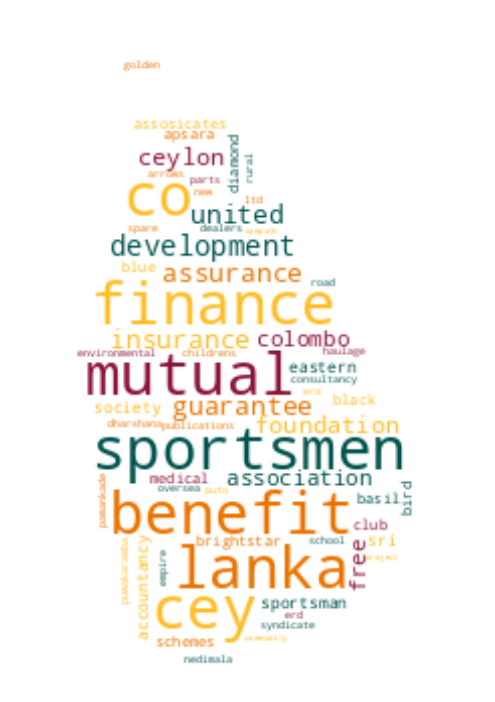 golden
assosicates
apsara
diamond
ceylon
rural
arrows
parts
co
new
ltd
united
spare
dealers
development
blue
assurance
road
finance
insurance
colombo
environmental
childrens
haulage
mutual
eastern
consultancy
era
society
guarantee
black
dharshana
publications
foundation
sportsmen
pamankade
medical
association
oversea
auto
basil
bird
benefit
club
accountancy
brightstar
school
sri
empire
lanka
free
project
cey
sportsman
erd
syndicate
schemes
community
nedimala